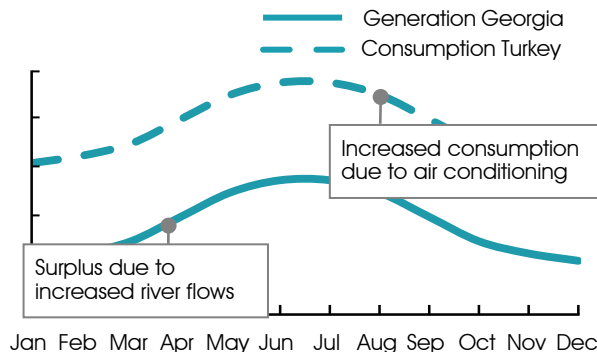 Generation Georgia
Consumption Turkey
Increased consumption
due to air conditioning
Surplus due to
increased river flows
Jan Feb Mar Apr May Jun Jul Aug Sep Oct Nov Dec